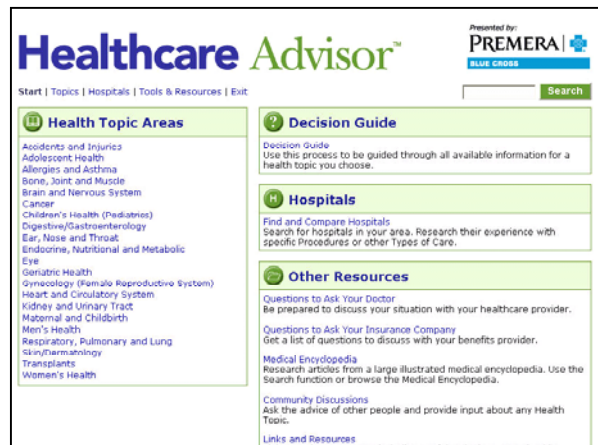 Healthcare Advisor™
Presented by:
PREMERA
BLUE CROSS
Start | Topics | Hospitals | Tools & Resources | Exit
Search
Health Topic Areas
Accidents and Injuries
Adolescent Health
Allergies and Asthma
Bone, Joint and Muscle
Brain and Nervous System
Cancer
Children's Health (Pediatrics)
Digestive/Gastroenterology
Ear, Nose and Throat
Endocrine, Nutritional and Metabolic
Eye
Geriatric Health
Gynecology (Female Reproductive System)
Heart and Circulatory System
Kidney and Urinary Tract
Maternal and Childbirth
Men's Health
Respiratory, Pulmonary and Lung
Skin/Dermatology
Transplants
Women's Health
? Decision Guide
Decision Guide
Use this process to be guided through all available information for a
health topic you choose.
H Hospitals
Find and Compare Hospitals
Search for hospitals in your area. Research their experience with
specific Procedures or other Types of Care.
Other Resources
Questions to Ask Your Doctor
Be prepared to discuss your situation with your healthcare provider.
Questions to Ask Your Insurance Company
Get a list of questions to discuss with your benefits provider.
Medical Encyclopedia
Research articles from a large illustrated medical encyclopedia. Use the
Search function or browse the Medical Encyclopedia.
Community Discussions
Ask the advice of other people and provide input about any Health
Topic.
Links and Resources